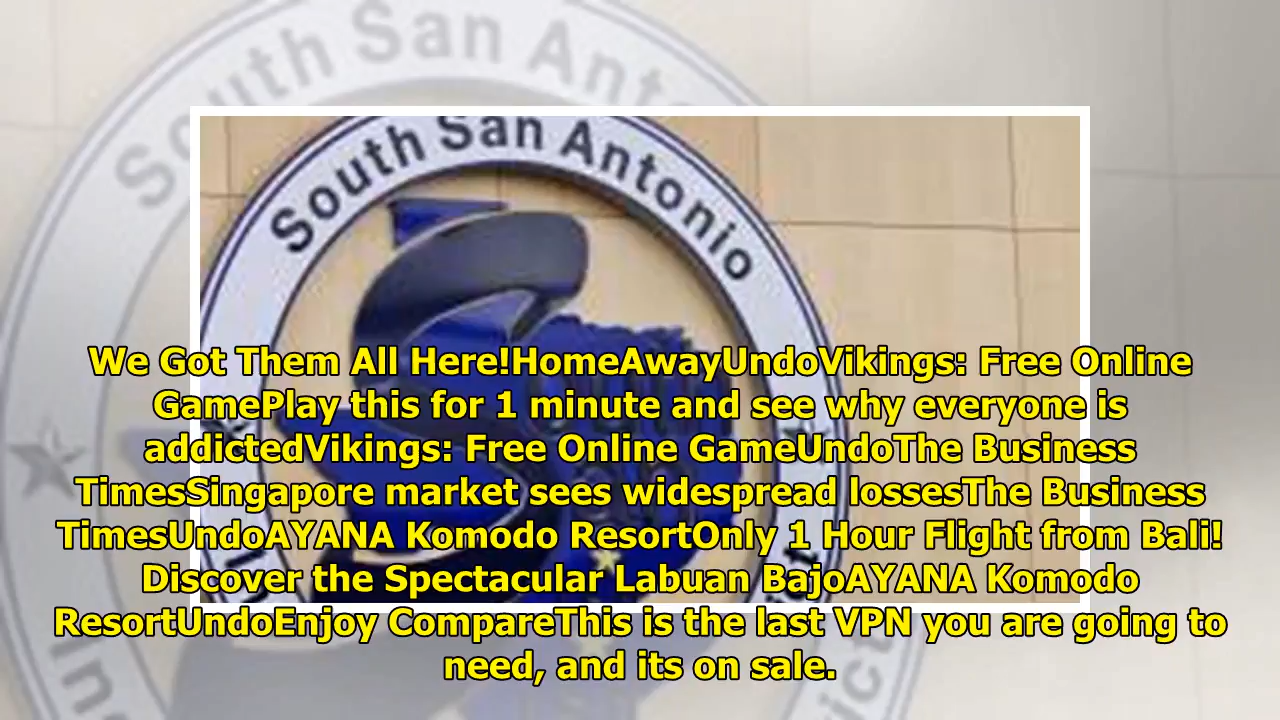 South San Antonio
South San Antonio
We Got Them All Here!HomeAwayUndoVikings: Free Online
GamePlay this for 1 minute and see why everyone is
addictedVikings: Free Online GameUndoThe Business
TimesSingapore market sees widespread lossesThe Business
TimesUndoAYANA Komodo ResortOnly 1 Hour Flight from Bali!
Discover the Spectacular Labuan BajoAYANA Komodo
ResortUndoEnjoy CompareThis is the last VPN you are going to
need, and its on sale.